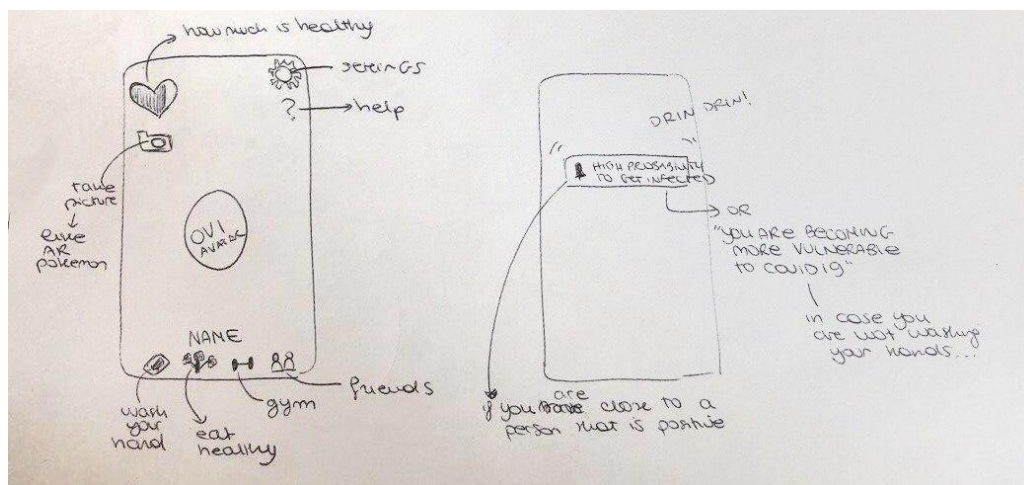 how much is healthy
settings
?
help
take
picture
like
AR
pokemon
OVI
AVATAR
NAME
wash
your
hand
eat
healthy
gym
friends
DRIN DRIN!
HIGH PROBABILITY
TO GET INFECTED
OR
"YOU ARE BECOMING
MORE VULNERABLE
TO COVID19"
in case you
are not washing
your hands...
are
if you close to a
person that is positive